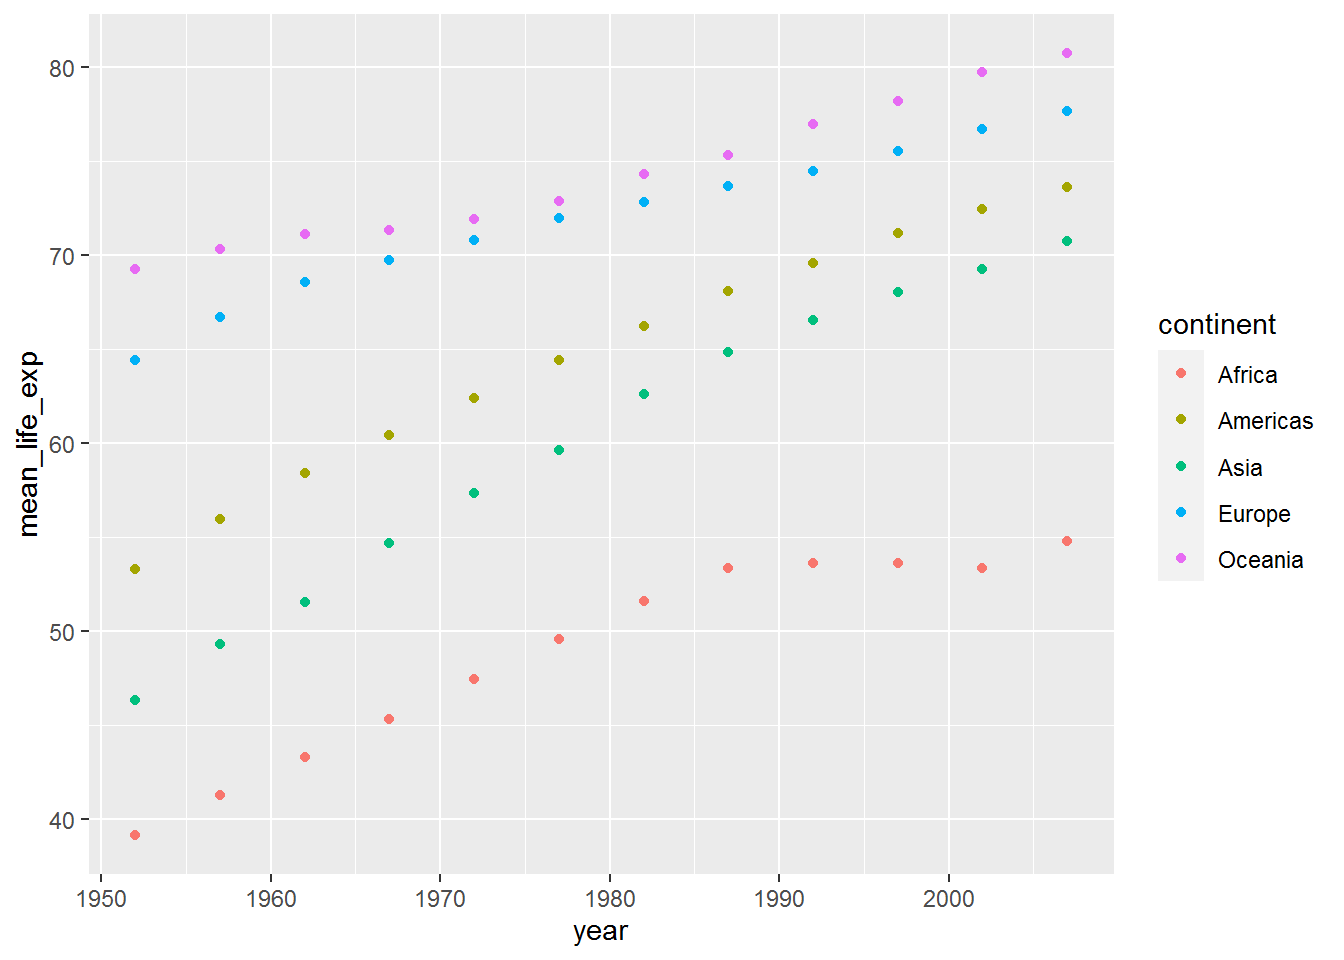 80
70
60
50
40
mean_life_exp
1950 1960 1970 1980 1990 2000
year
continent
Africa
Americas
Asia
Europe
Oceania